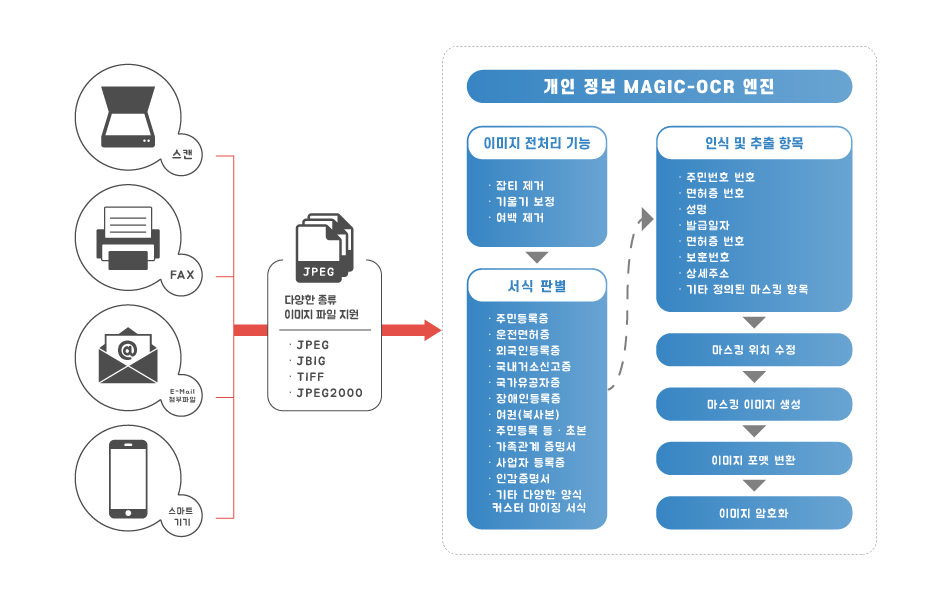 스캔
FAX
E-Mail
첨부파일
스마트
기기
JPEG
다양한 종류
이미지 파일 지원
· JPEG
· JBIG
· TIFF
· JPEG2000
개인 정보 MAGIC-OCR 엔진
이미지 전처리 기능
· 잡티 제거
· 기울기 보정
· 여백 제거
서식 판별
· 주민등록증
· 운전면허증
· 외국인등록증
· 국내거소신고증
· 국가유공자증
· 장애인등록증
· 여권(복사본)
· 주민등록 등 · 초본
· 가족관계 증명서
· 사업자 등록증
· 인감증명서
· 기타 다양한 양식
커스터 마이징 서식
인식 및 추출 항목
· 주민번호 번호
· 면허증 번호
· 성명
· 발급일자
· 면허증 번호
· 보훈번호
· 상세주소
· 기타 정의된 마스킹 항목
마스킹 위치 수정
마스킹 이미지 생성
이미지 포맷 변환
이미지 암호화